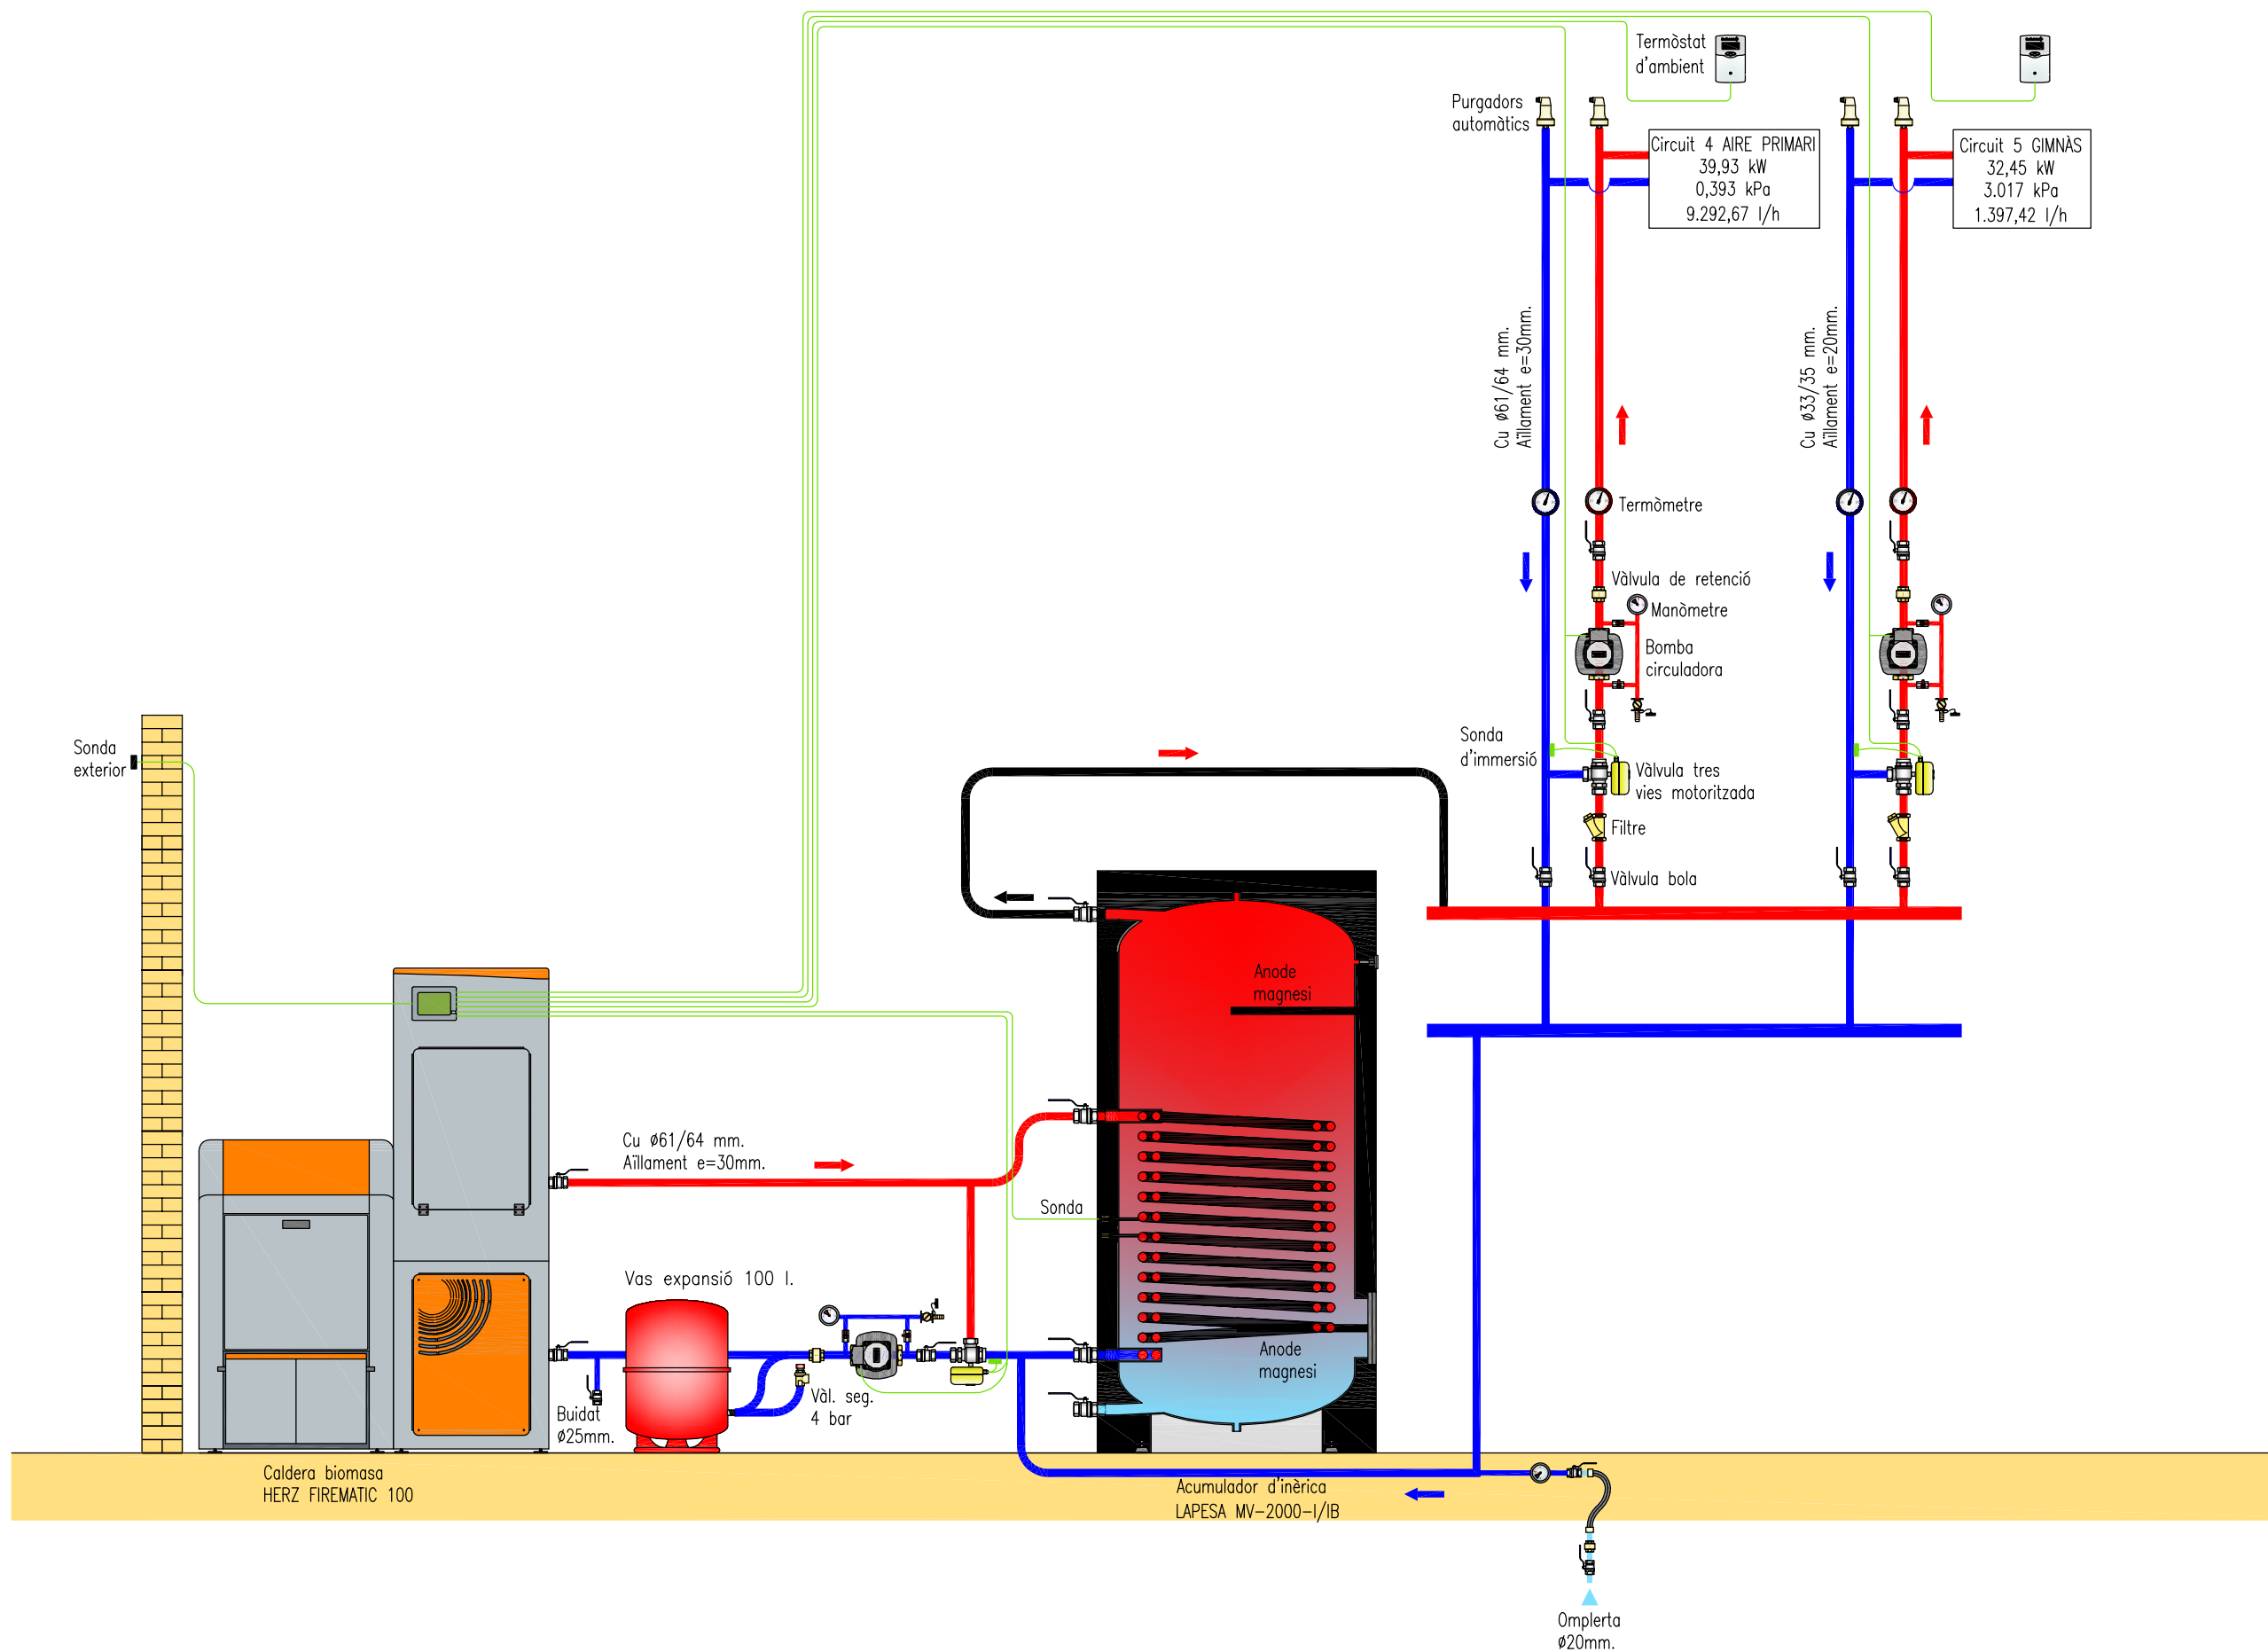 Termòstat
d'ambient
Purgadors
automàtics
Circuit 4 AIRE PRIMARI
39,93 kW
0,393 kPa
9.292,67 l/h
Circuit 5 GIMNÀS
32,45 kW
3.017 kPa
1.397,42 l/h
Cu ø61/64 mm.
Aïllament e=30mm.
Cu ø33/35 mm.
Aïllament e=20mm.
Termòmetre
Vàlvula de retenció
Manòmetre
Bomba
circuladora
Sonda
d'immersió
Vàlvula tres
vies motoritzada
Filtre
Vàlvula bola
Sonda
exterior
Anode
magnesi
Cu ø61/64 mm.
Aïllament e=30mm.
Sonda
Vas expansió 100 l.
Anode
magnesi
Vàl. seg.
4 bar
Buidat
ø25mm.
Caldera biomasa
HERZ FIREMATIC 100
Acumulador d'inèrica
LAPESA MV-2000-I/IB
Omplerta
ø20mm.